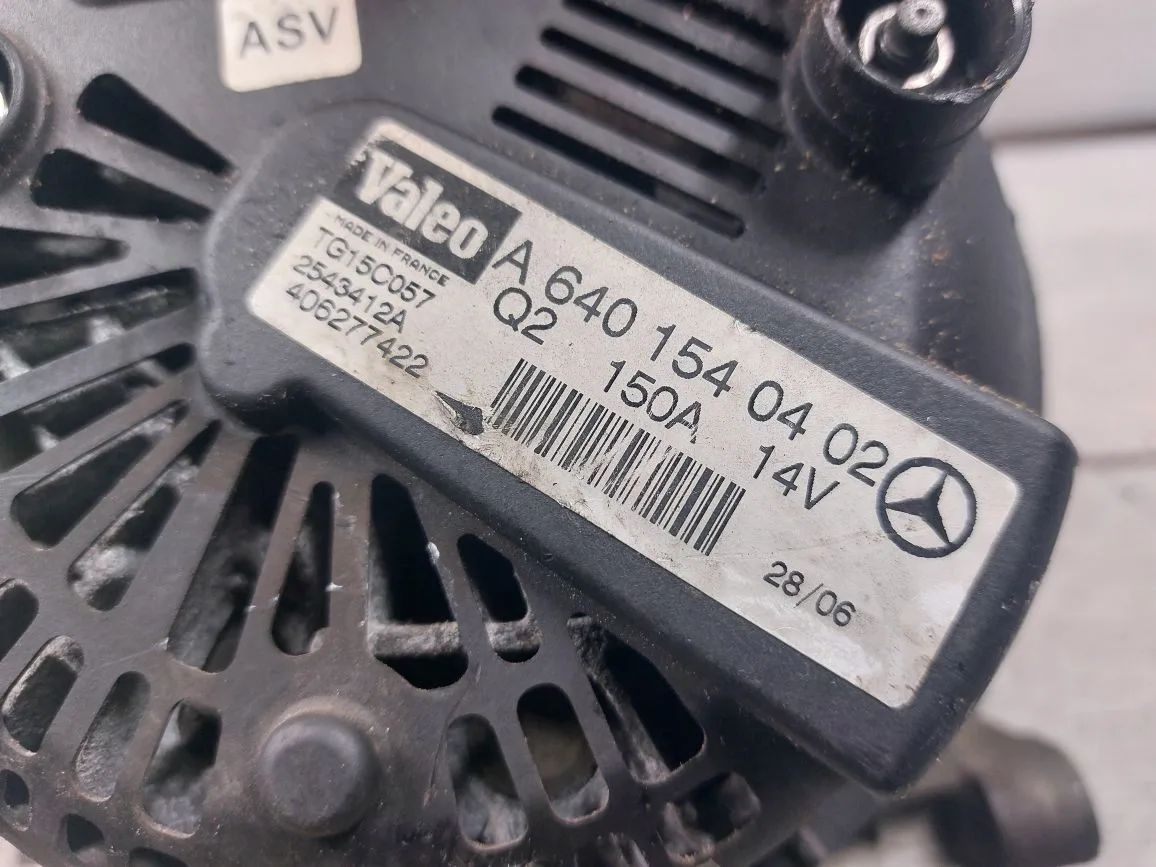 ASV
Valeo
MADE IN FRANCE
TG15C057
2543412A
406277422
A 640 154 04 02
Q2 150A 14V
28/06